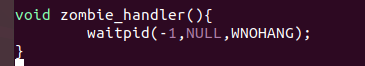 void zombie_handler(){
        waitpid(-1,NULL,WNOHANG);
}